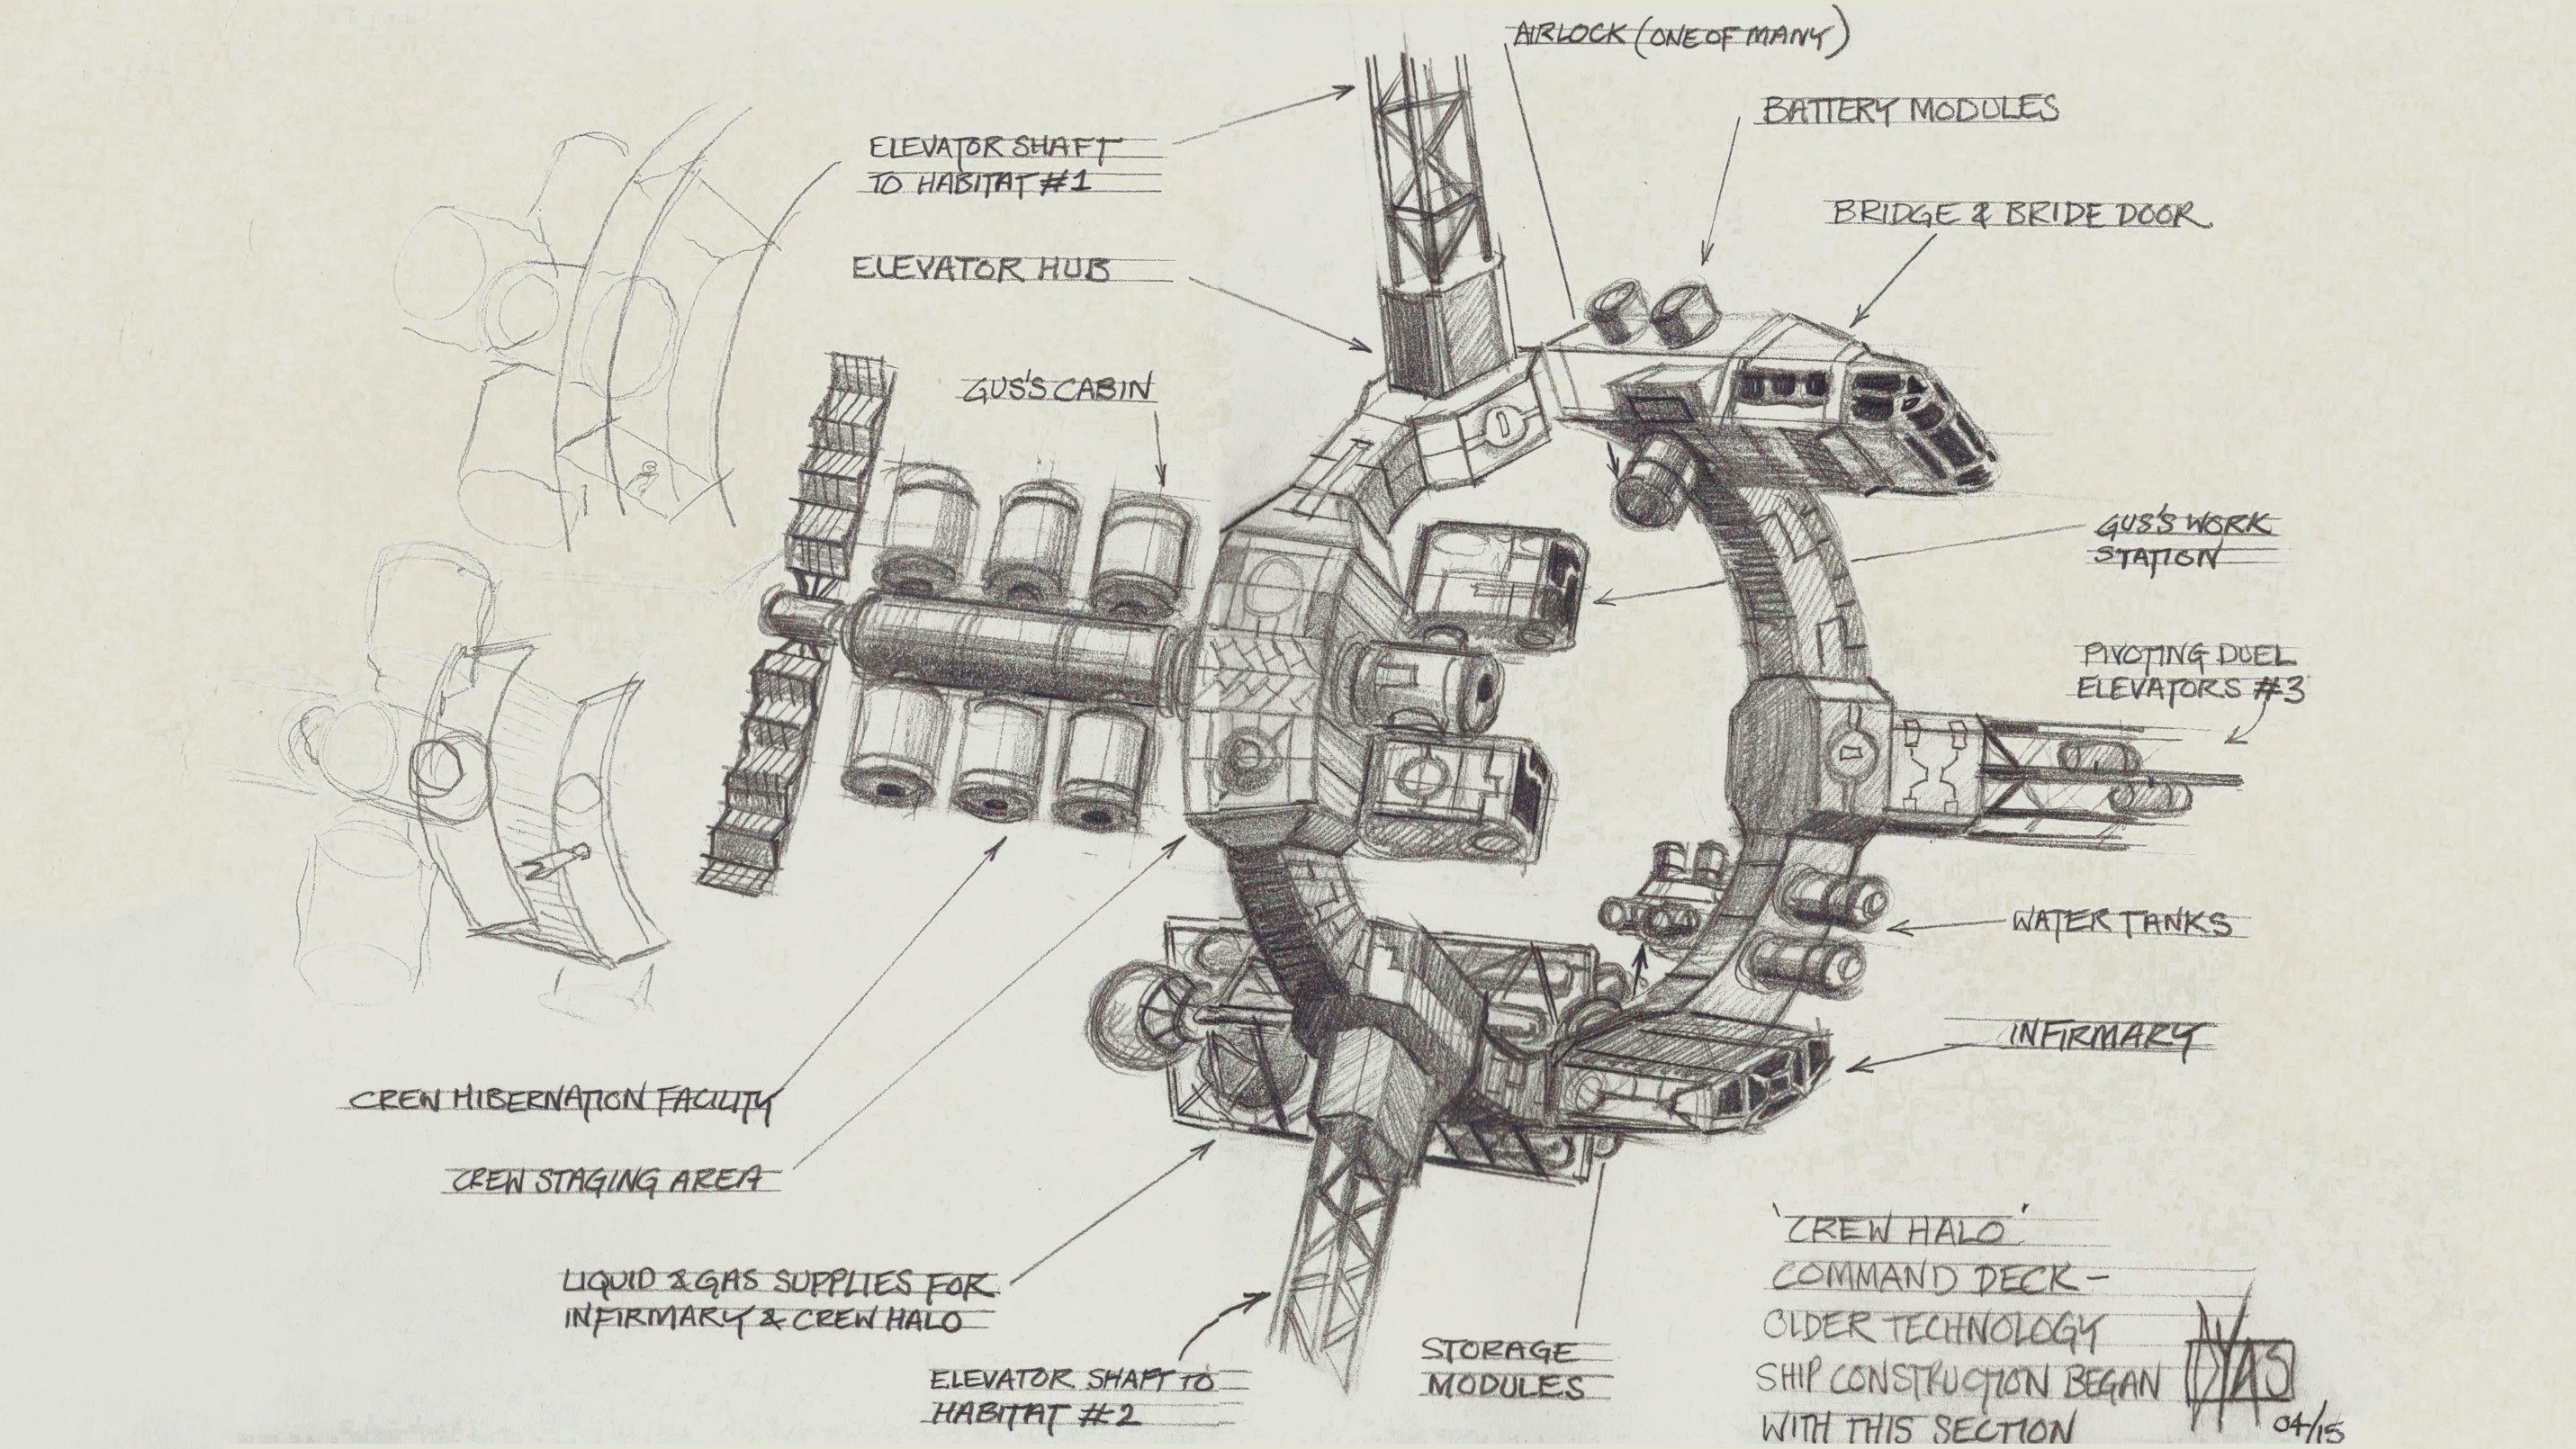 AIRLOCK (ONE OF MANY)
BATTERY MODULES
ELEVATOR SHAFT
TO HABITAT #1
BRIDGE & BRIDE DOOR
ELEVATOR HUB
GUS'S CABIN
GUS'S WORK
STATION
PIVOTING DUEL
ELEVATORS #3
WATER TANKS
INFIRMARY
CREW HIBERNATION FACILITY
CREW STAGING AREA
LIQUID & GAS SUPPLIES FOR
INFIRMARY & CREW HALO
ELEVATOR SHAFT TO
HABITAT #2
STORAGE
MODULES
'CREW HALO'
COMMAND DECK -
OLDER TECHNOLOGY
SHIP CONSTRUCTION BEGAN
WITH THIS SECTION
04/15